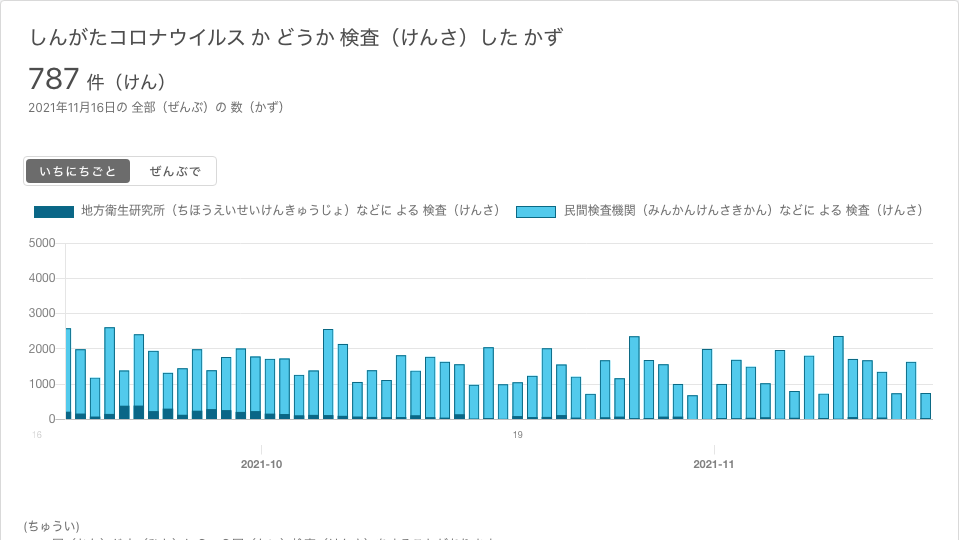 しんがたコロナウイルス か どうか 検査（けんさ）した かず
787 件（けん）
2021年11月16日の 全部（ぜんぶ）の 数（かず）
いちにちごと ぜんぶで
地方衛生研究所（ちほうえいせいけんきゅうじょ）などに よる 検査（けんさ） 民間検査機関（みんかんけんさきかん）などに よる 検査（けんさ）
5000
4000
3000
2000
1000
0
16 19
2021-10 2021-11
(ちゅうい)